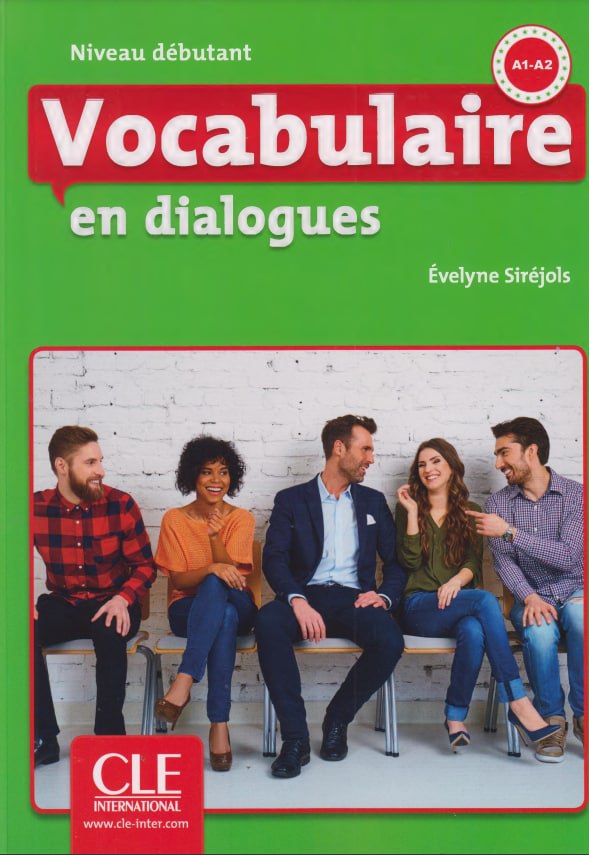 Niveau débutant
A1-A2
Vocabulaire
en dialogues
Évelyne Siréjols
CLE
INTERNATIONAL
www.cle-inter.com